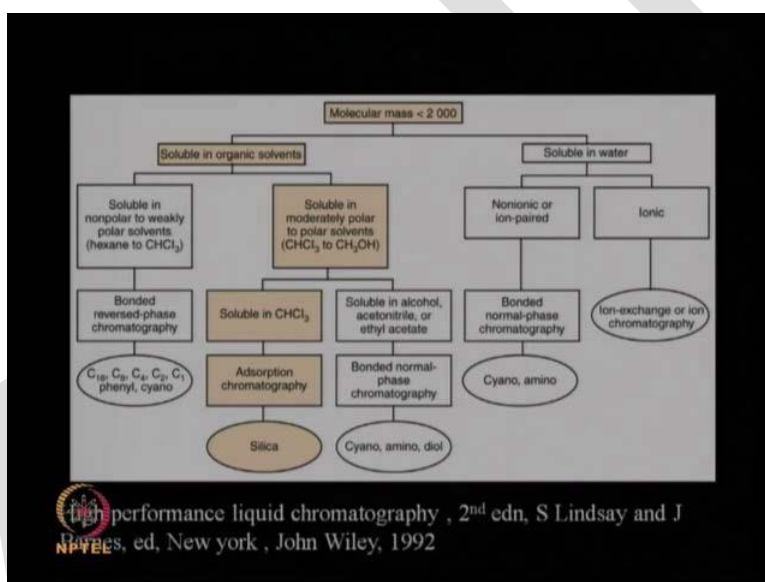 Molecular mass < 2 000
Soluble in organic solvents
Soluble in water
Soluble in
nonpolar to weakly
polar solvents
(hexane to CHCl₃)
Soluble in
moderately polar
to polar solvents
(CHCl₃ to CH₃OH)
Nonionic or
ion-paired
Ionic
Bonded
reversed-phase
chromatography
Soluble in CHCl₃
Soluble in alcohol,
acetonitrile, or
ethyl acetate
Bonded
normal-phase
chromatography
Ion-exchange or ion
chromatography
C₁₈, C₈, C₄, C₂, C₁
phenyl, cyano
Adsorption
chromatography
Bonded normal-
phase
chromatography
Cyano, amino
Silica
Cyano, amino, diol
performance liquid chromatography , 2nd edn, S Lindsay and J
ed, New york , John Wiley, 1992
NPTEL